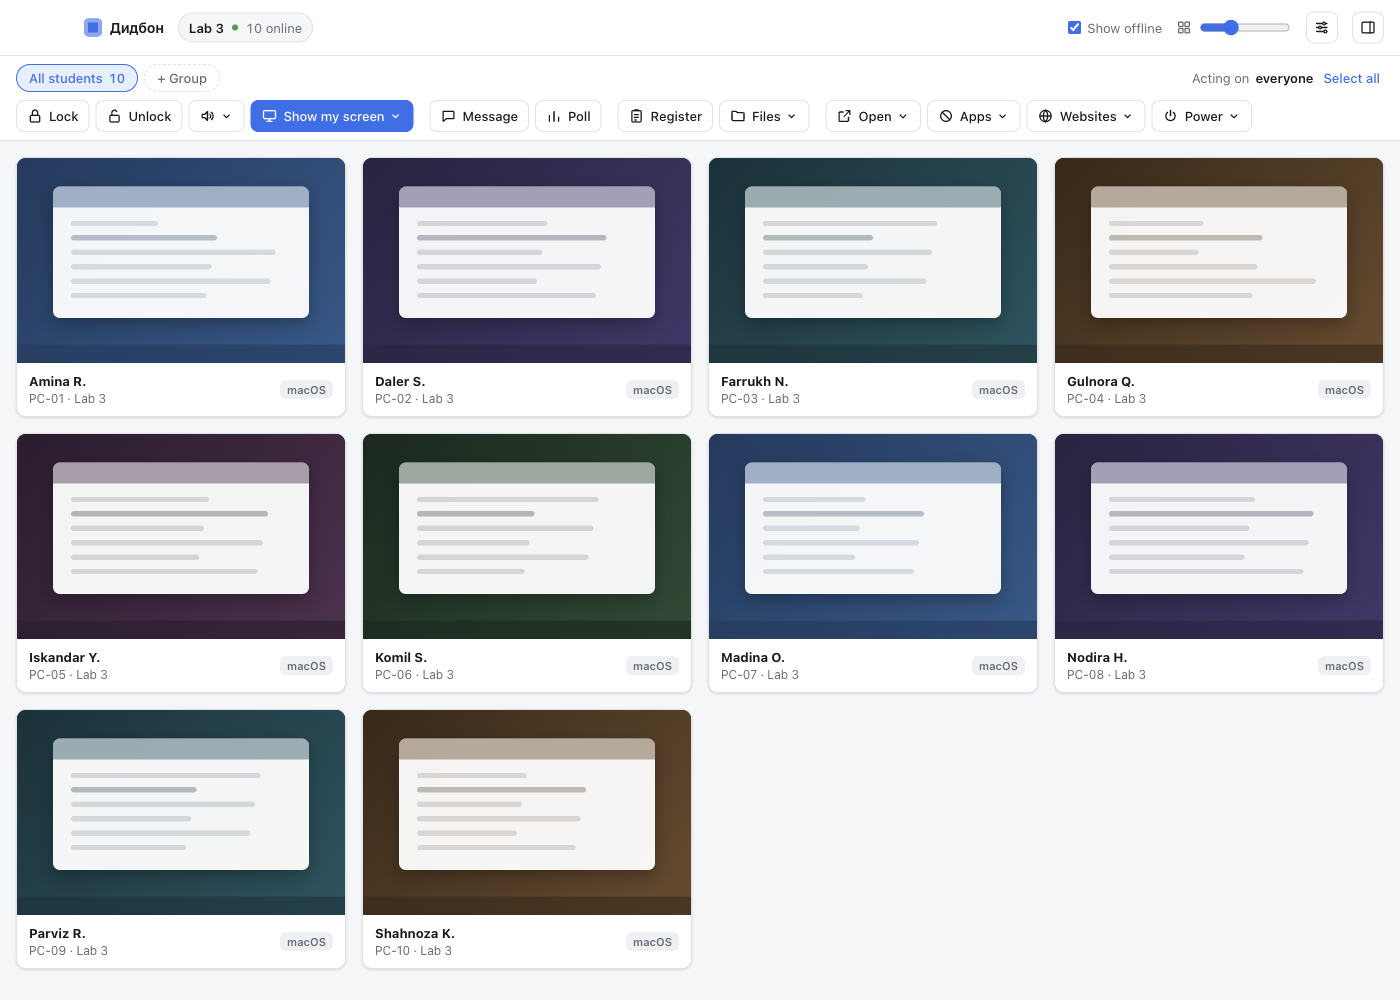 Дидбон
Lab 3 10 online
Show offline
All students 10
+ Group
Acting on everyone Select all
Lock
Unlock
Show my screen
Message
Poll
Register
Files
Open
Apps
Websites
Power
Amina R.
PC-01 · Lab 3
macOS
Daler S.
PC-02 · Lab 3
macOS
Farrukh N.
PC-03 · Lab 3
macOS
Gulnora Q.
PC-04 · Lab 3
macOS
Iskandar Y.
PC-05 · Lab 3
macOS
Komil S.
PC-06 · Lab 3
macOS
Madina O.
PC-07 · Lab 3
macOS
Nodira H.
PC-08 · Lab 3
macOS
Parviz R.
PC-09 · Lab 3
macOS
Shahnoza K.
PC-10 · Lab 3
macOS